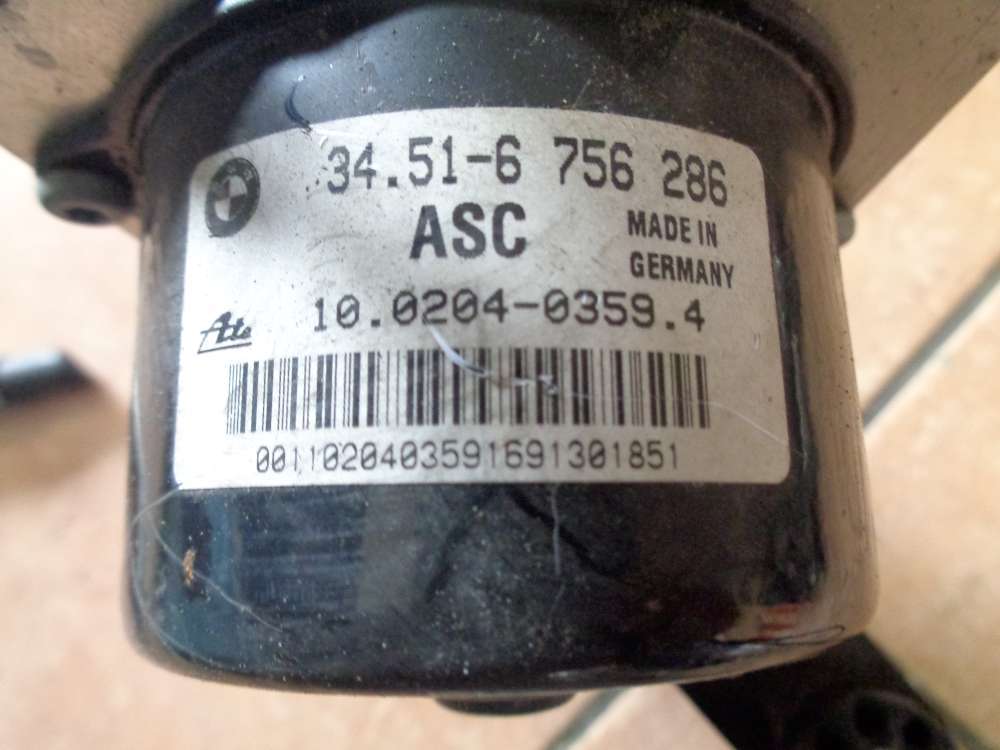 34.51-6 756 286
ASC
MADE IN
GERMANY
Ate
10.0204-0359.4
0011020403591691301851